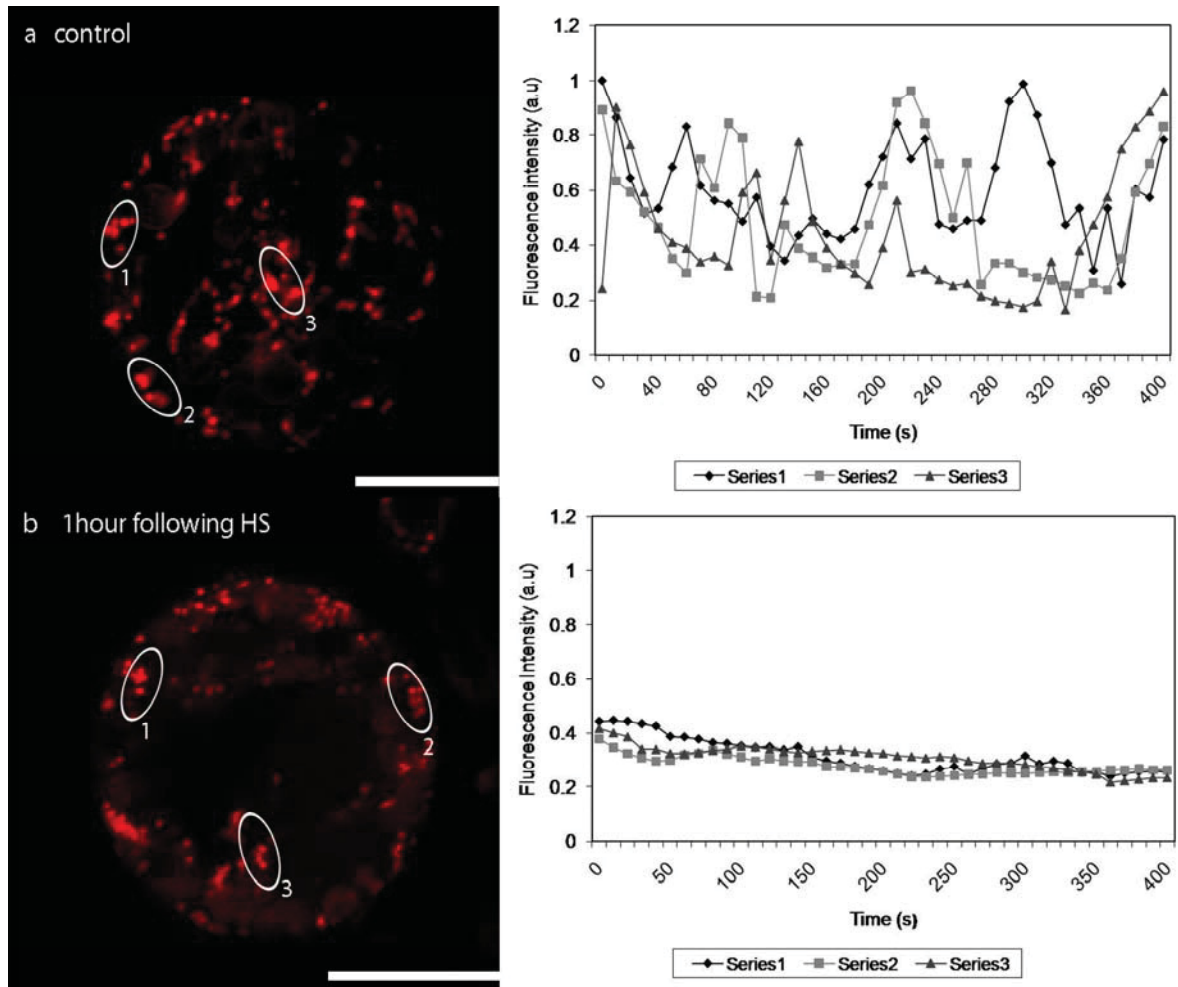 a control
1
2
3
Fluorescence intensity (a.u)
1.2
1
0.8
0.6
0.4
0.2
0
0 40 80 120 160 200 240 280 320 360 400
Time (s)
Series1 Series2 Series3
b 1hour following HS
1
2
3
Fluorescence Intensity (a.u)
1.2
1
0.8
0.6
0.4
0.2
0
0 50 100 150 200 250 300 350 400
Time (s)
Series1 Series2 Series3